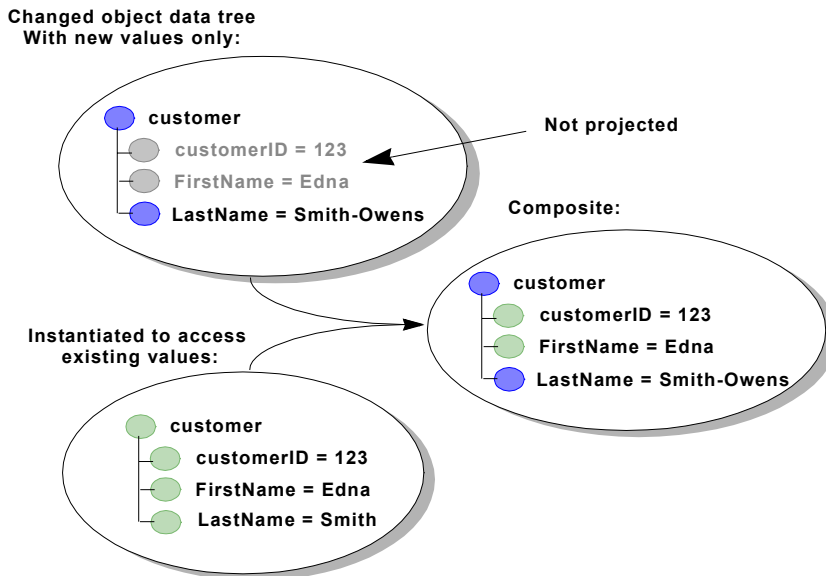 Changed object data tree
With new values only:
customer
customerID = 123
FirstName = Edna
LastName = Smith-Owens
Not projected
Composite:
customer
customerID = 123
FirstName = Edna
LastName = Smith-Owens
Instantiated to access
existing values:
customer
customerID = 123
FirstName = Edna
LastName = Smith